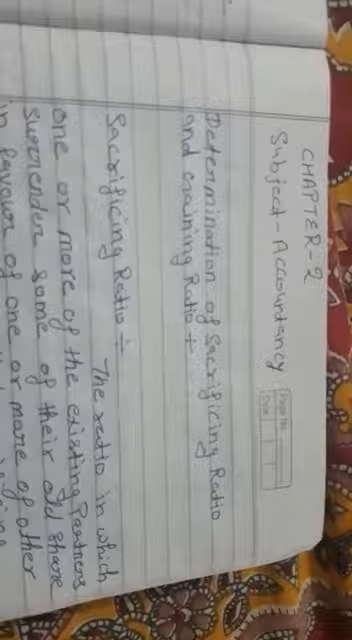 CHAPTER-2
Subject - Accountancy
Page No.
Date
Determination of Sacrificing Ratio
and Gaining Ratio ÷
Sacrificing Ratio ÷
The ratio in which
one or more of the existing Partners
surrender some of their old share
in favour of one or more of other